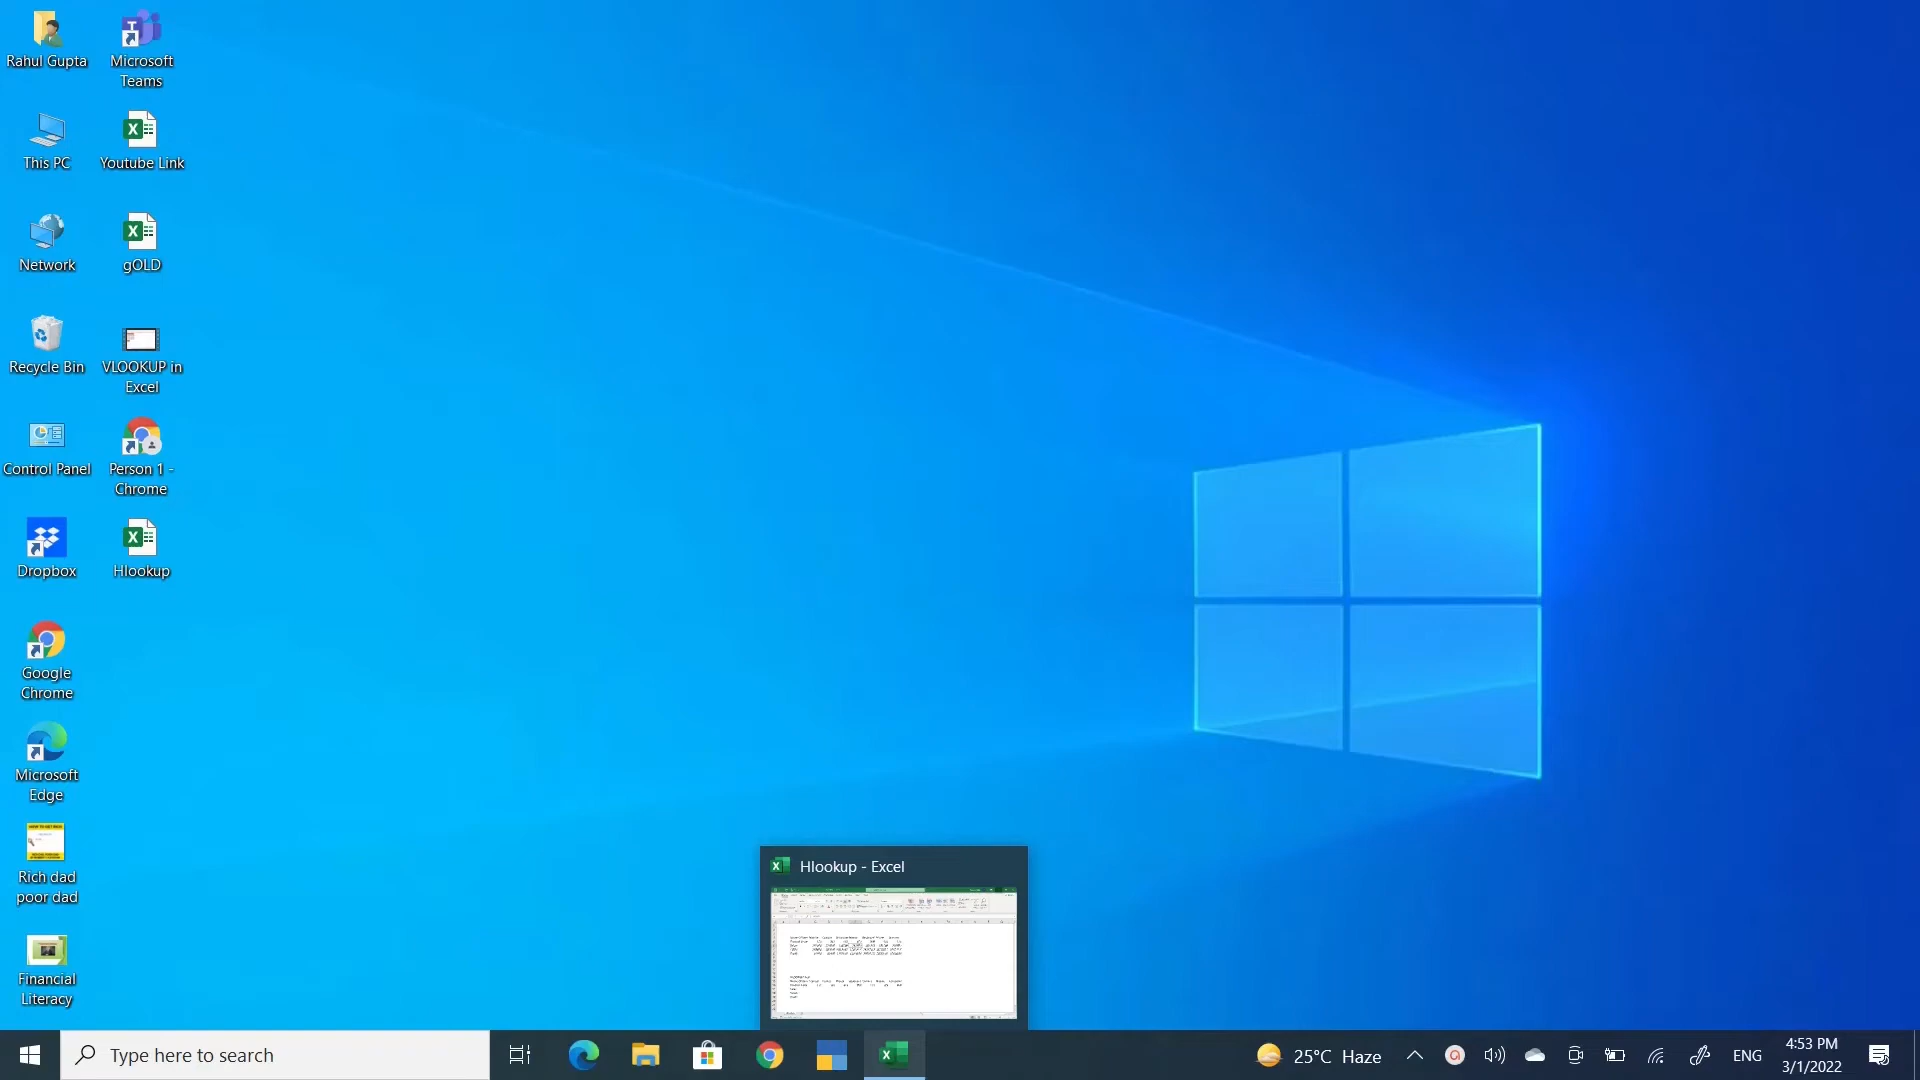 Rahul Gupta
Microsoft
Teams
This PC
Youtube Link
Network
gOLD
Recycle Bin
VLOOKUP in
Excel
Control Panel
Person 1 -
Chrome
Dropbox
Hlookup
Google
Chrome
Microsoft
Edge
Rich dad
poor dad
Financial
Literacy
Hlookup - Excel
Type here to search
25°C Haze
ENG
4:53 PM
3/1/2022